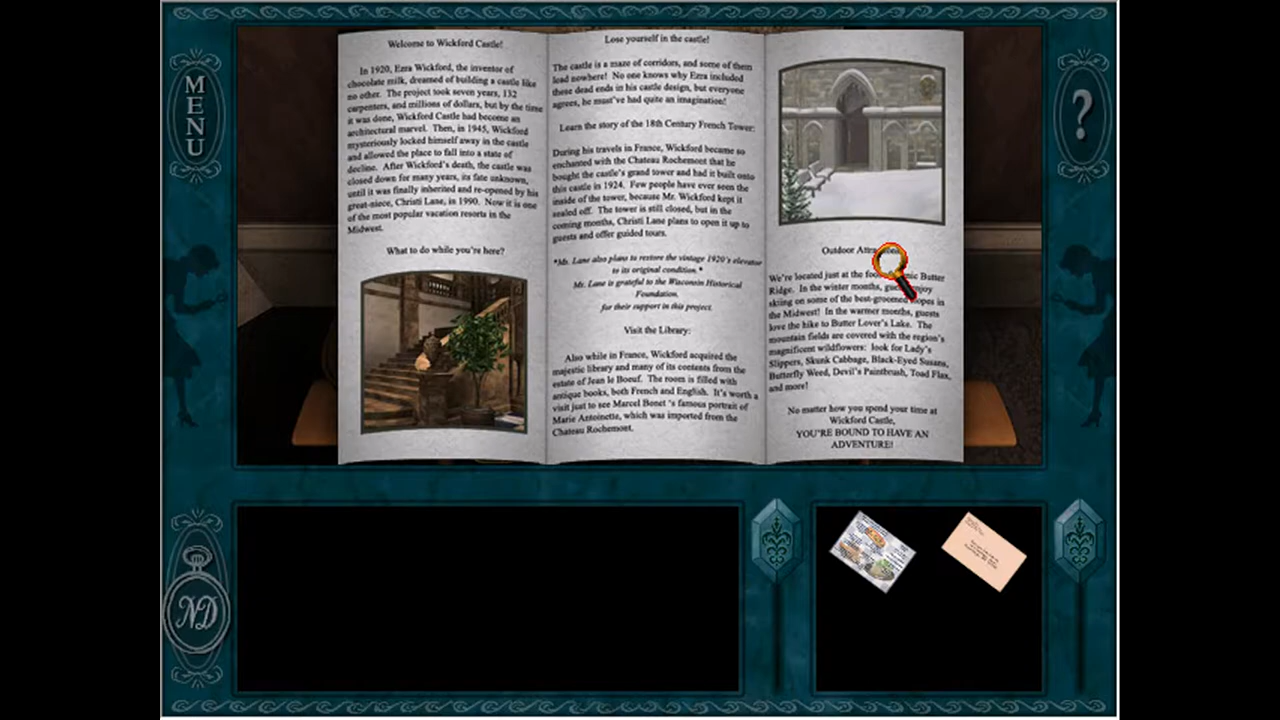 MENU
?
Welcome to Wickford Castle!
In 1920, Ezra Wickford, the inventor of
chocolate milk, dreamed of building a castle like
no other. The project took seven years, 132
carpenters, and millions of dollars, but by the time
it was done, Wickford Castle had become an
architectural marvel. Then, in 1945, Wickford
mysteriously locked himself away in the castle
and allowed the place to fall into a state of
decline. After Wickford's death, the castle was
closed down for many years, its fate unknown,
until it was finally inherited and re-opened by his
great-niece, Christi Lane, in 1990. Now it is one
of the most popular vacation resorts in the
Midwest.
What to do while you're here?
Lose yourself in the castle!
The castle is a maze of corridors, and some of them
lead nowhere! No one knows why Ezra included
these dead ends in his castle design, but everyone
agrees, he must've had quite an imagination!
Learn the story of the 18th Century French Tower:
During his travels in France, Wickford became so
enchanted with the Chateau Rochemont that he
bought the castle's grand tower and had it built onto
this castle in 1924. Few people have ever seen the
inside of the tower, because Mr. Wickford kept it
sealed off. The tower is still closed, but in the
coming months, Christi Lane plans to open it up to
guests and offer guided tours.
*Ms. Lane also plans to restore the vintage 1920's elevator
to its original condition.*
Ms. Lane is grateful to the Wisconsin Historical
Foundation,
for their support in this project.
Visit the Library:
Also while in France, Wickford acquired the
majestic library and many of its contents from the
estate of Jean le Boeuf. The room is filled with
antique books, both French and English. It's worth a
visit just to see Marcel Bonet 's famous portrait of
Marie Antoinette, which was imported from the
Chateau Rochemont.
Outdoor
We're located just at the Butter
Ridge. In the winter months, enjoy
skiing on some of the best-groomed in
the Midwest! In the warmer months, guests
love the hike to Butter Lover's Lake. The
mountain fields are covered with the region's
magnificent wildflowers: look for Lady's
Slippers, Skunk Cabbage, Black-Eyed Susans,
Butterfly Weed, Devil's Paintbrush, Toad Flax,
and more!
No matter how you spend your time at
Wickford Castle,
YOU'RE BOUND TO HAVE AN
ADVENTURE!
ND